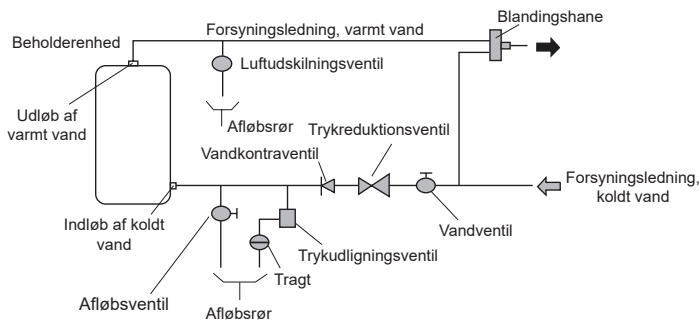 Blandingshane
Forsyningsledning, varmt vand
Beholderenhed
Luftudskilningsventil
Udløb af
varmt vand
Afløbsrør
Trykreduktionsventil
Vandkontraventil
Forsyningsledning,
koldt vand
Indløb af koldt
vand
Vandventil
Trykudligningsventil
Tragt
Afløbsventil
Afløbsrør